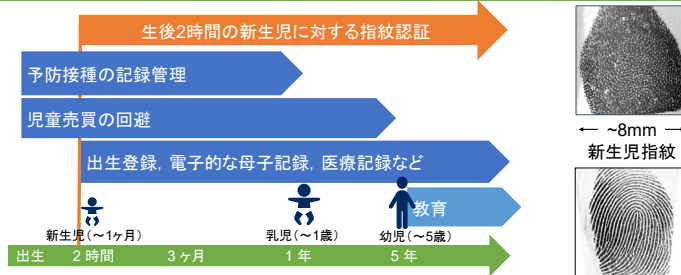 生後2時間の新生児に対する指紋認証
予防接種の記録管理
児童売買の回避
出生登録, 電子的な母子記録, 医療記録など
教育
新生児(～1ヶ月)
乳児(～1歳)
幼児(～5歳)
出生 2時間 3ヶ月 1年 5年
← ~8mm →
新生児指紋